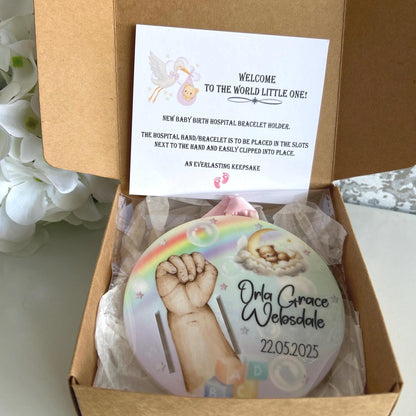 WELCOME
TO THE WORLD LITTLE ONE!
NEW BABY BIRTH HOSPITAL BRACELET HOLDER.
THE HOSPITAL HAND/BRACELET IS TO BE PLACED IN THE SLOTS
NEXT TO THE HAND AND EASILY CLIPPED INTO PLACE.
AN EVERLASTING KEEPSAKE
Orla Grace
Websdale
22.05.2025